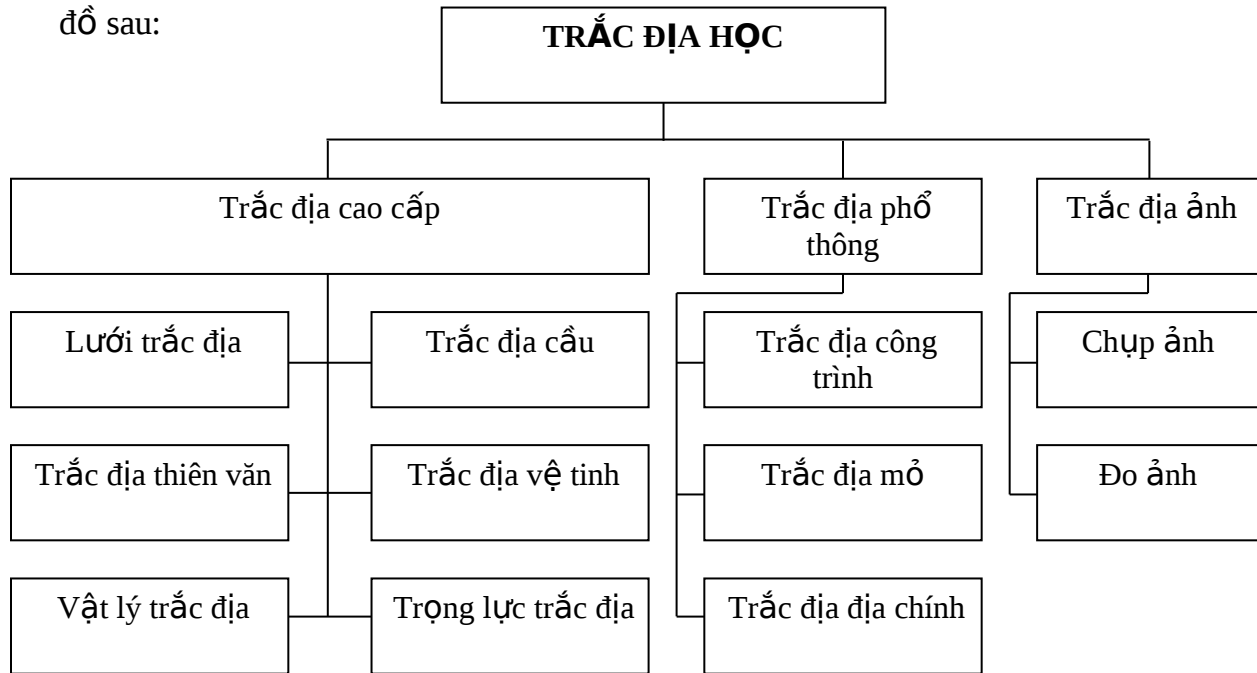 đồ sau:
TRẮC ĐỊA HỌC
Trắc địa cao cấp
Trắc địa phổ
thông
Trắc địa ảnh
Lưới trắc địa
Trắc địa cầu
Trắc địa công
trình
Chụp ảnh
Trắc địa thiên văn
Trắc địa vệ tinh
Trắc địa mỏ
Đo ảnh
Vật lý trắc địa
Trọng lực trắc địa
Trắc địa địa chính